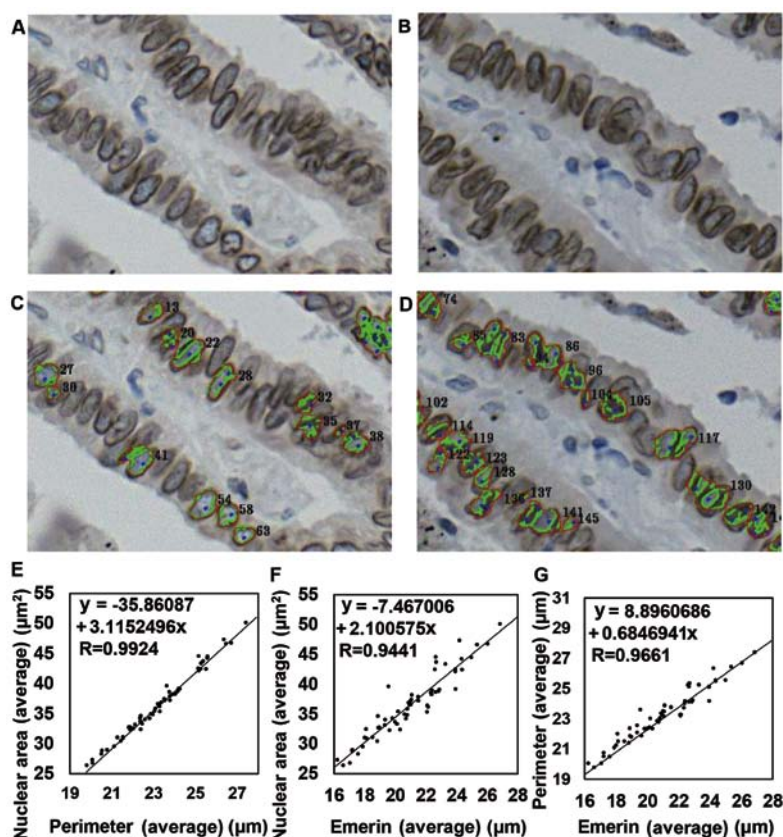 A
B
C
D
13
20
22
27
28
30
32
35
37
38
41
54
58
63
74
83
85
86
96
104
105
102
114
117
119
122
123
128
130
136
137
141
142
145
E
Nuclear area (average) (μm²)
55
50
45
40
35
30
25
y = -35.86087
+ 3.1152496x
R=0.9924
19 21 23 25 27
Perimeter (average) (μm)
F
Nuclear area (average) (μm²)
55
50
45
40
35
30
25
y = -7.467006
+ 2.100575x
R=0.9441
16 18 20 22 24 26 28
Emerin (average) (μm)
G
Perimeter (average) (μm)
31
29
27
25
23
21
19
y = 8.8960686
+ 0.6846941x
R=0.9661
16 18 20 22 24 26 28
Emerin (average) (μm)